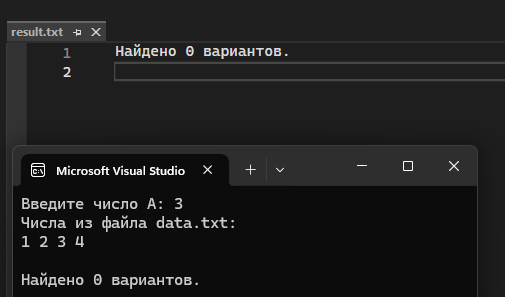 result.txt
1 Найдено 0 вариантов.
2
Microsoft Visual Studio
Введите число A: 3
Числа из файла data.txt:
1 2 3 4
Найдено 0 вариантов.